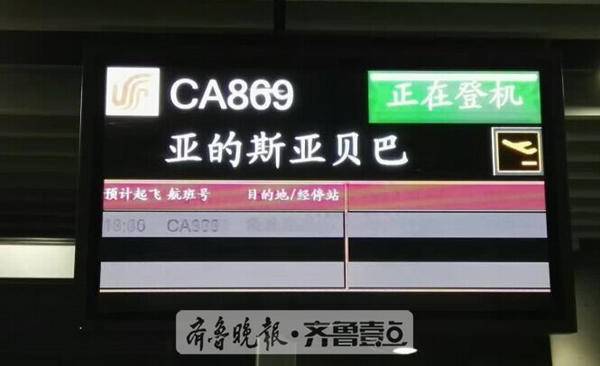 CA869 正在登机
亚的斯亚贝巴
预计起飞 航班号 目的地/经停站
齐鲁晚报·齐鲁壹点